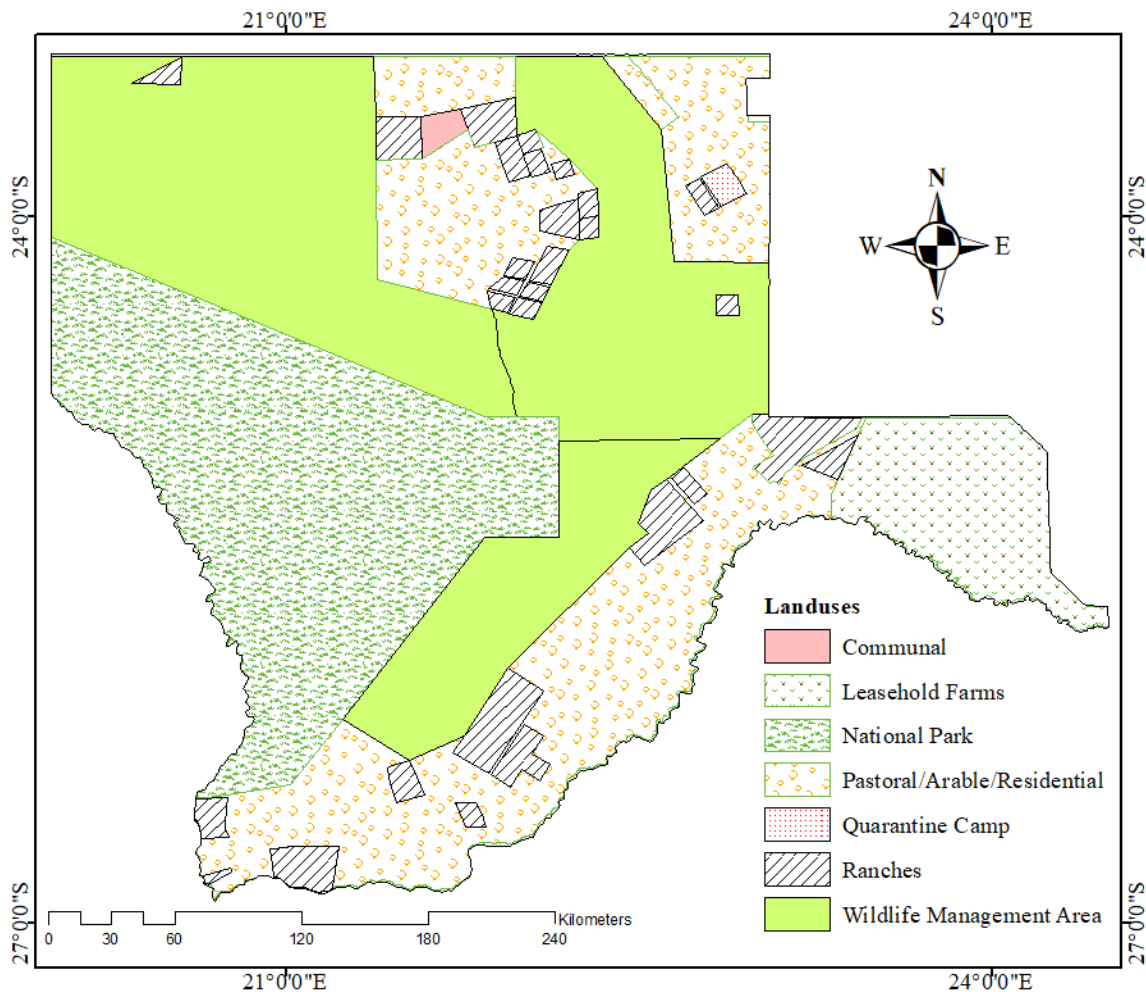 21°0'0"E 24°0'0"E
24°0'0"S 24°0'0"S
N
W E
S
Landuses
Communal
Leasehold Farms
National Park
Pastoral/Arable/Residential
Quarantine Camp
Ranches
Wildlife Management Area
Kilometers
0 30 60 120 180 240
27°0'0"S 27°0'0"S
21°0'0"E 24°0'0"E